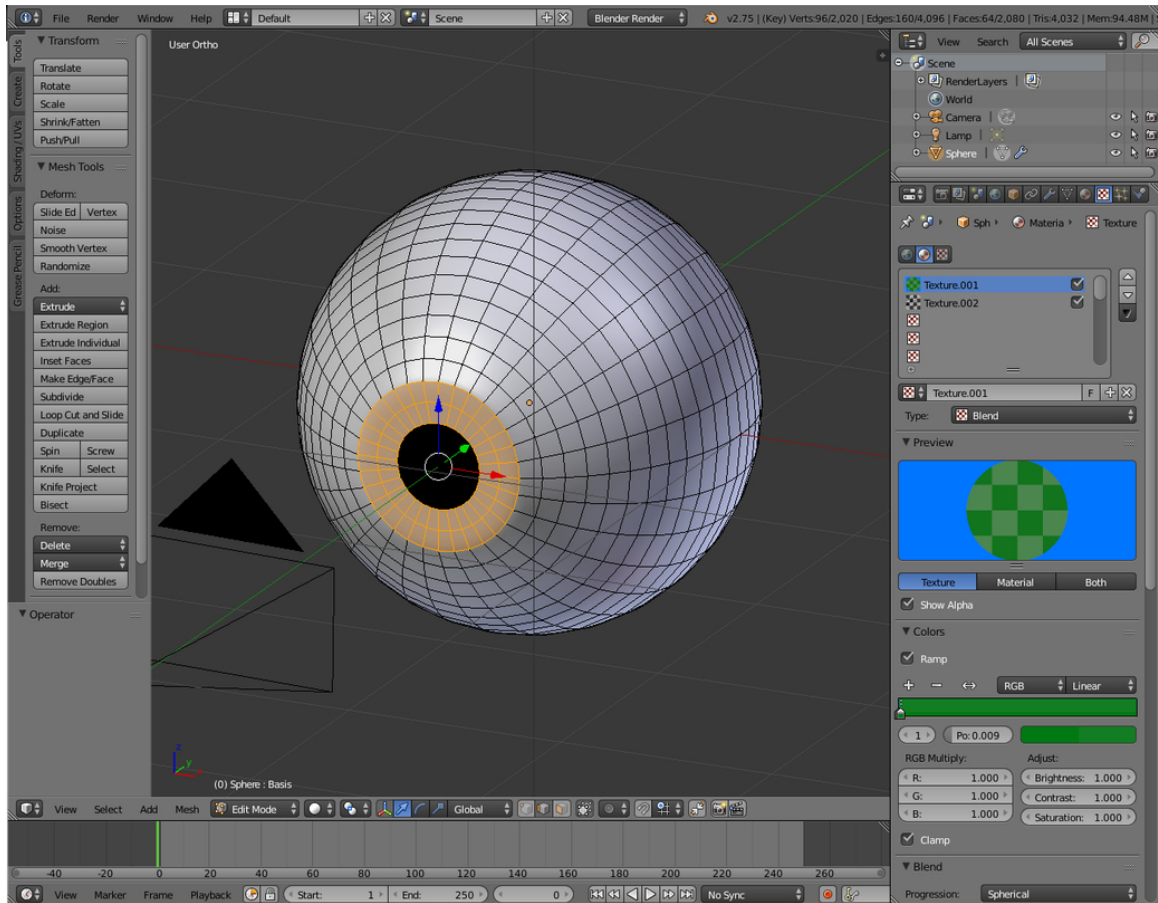 File Render Window Help Default Scene Blender Render v2.75 | (Key) Verts:96/2,020 | Edges:160/4,096 | Faces:64/2,080 | Tris:4,032 | Mem:94.48M |
Tools
Create
Shading / UVs
Options
Grease Pencil
Transform
Translate
Rotate
Scale
Shrink/Fatten
Push/Pull
Mesh Tools
Deform:
Slide Ed Vertex
Noise
Smooth Vertex
Randomize
Add:
Extrude
Extrude Region
Extrude Individual
Inset Faces
Make Edge/Face
Subdivide
Loop Cut and Slide
Duplicate
Spin Screw
Knife Select
Knife Project
Bisect
Remove:
Delete
Merge
Remove Doubles
Operator
User Ortho
z
y
x
(0) Sphere : Basis
View Select Add Mesh Edit Mode Global
-40 -20 0 20 40 60 80 100 120 140 160 180 200 220 240 260
View Marker Frame Playback Start: 1 End: 250 0 No Sync
View Search All Scenes
Scene
RenderLayers |
World
Camera |
Lamp |
Sphere |
Sph Materia Texture
Texture.001
Texture.002
Texture.001 F
Type: Blend
Preview
Texture Material Both
Show Alpha
Colors
Ramp
RGB Linear
1 Po: 0.009
RGB Multiply: Adjust:
R: 1.000 Brightness: 1.000
G: 1.000 Contrast: 1.000
B: 1.000 Saturation: 1.000
Clamp
Blend
Progression: Spherical